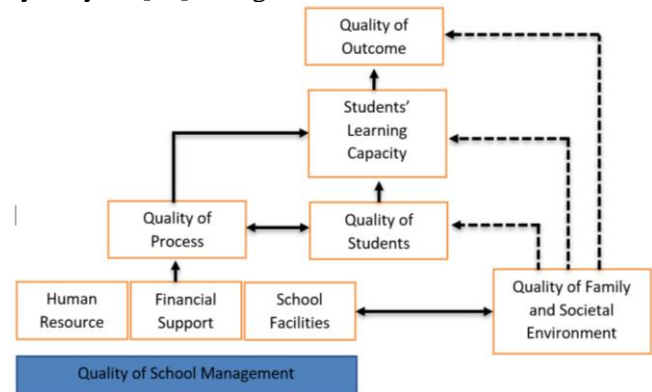 Quality of
Outcome
Students'
Learning
Capacity
Quality of
Process
Quality of
Students
Human
Resource
Financial
Support
School
Facilities
Quality of Family
and Societal
Environment
Quality of School Management